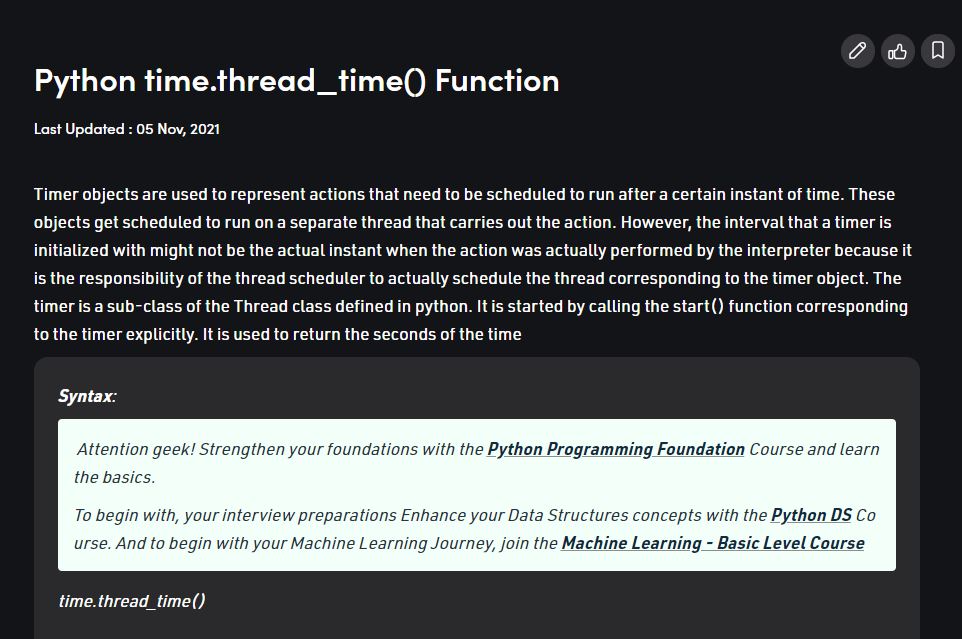 Python time.thread_time() Function
Last Updated : 05 Nov, 2021
Timer objects are used to represent actions that need to be scheduled to run after a certain instant of time. These
objects get scheduled to run on a separate thread that carries out the action. However, the interval that a timer is
initialized with might not be the actual instant when the action was actually performed by the interpreter because it
is the responsibility of the thread scheduler to actually schedule the thread corresponding to the timer object. The
timer is a sub-class of the Thread class defined in python. It is started by calling the start() function corresponding
to the timer explicitly. It is used to return the seconds of the time
Syntax:
Attention geek! Strengthen your foundations with the Python Programming Foundation Course and learn
the basics.
To begin with, your interview preparations Enhance your Data Structures concepts with the Python DS Co
urse. And to begin with your Machine Learning Journey, join the Machine Learning - Basic Level Course
time.thread_time()